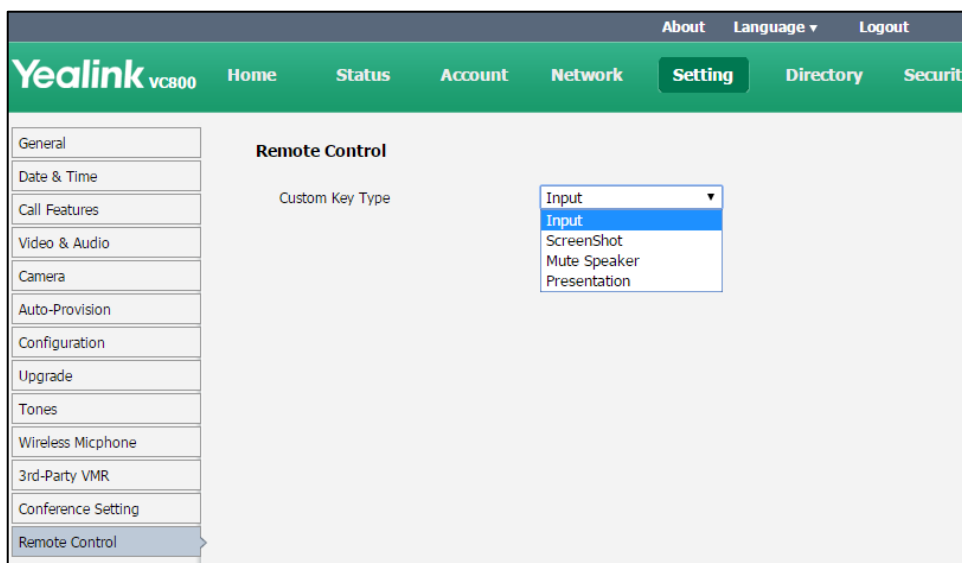 About Language ▾ Logout
Yealink VC800 Home Status Account Network Setting Directory Securit
General
Remote Control
Date & Time
Custom Key Type Input ▼
Call Features
Input
ScreenShot
Mute Speaker
Presentation
Video & Audio
Camera
Auto-Provision
Configuration
Upgrade
Tones
Wireless Micphone
3rd-Party VMR
Conference Setting
Remote Control